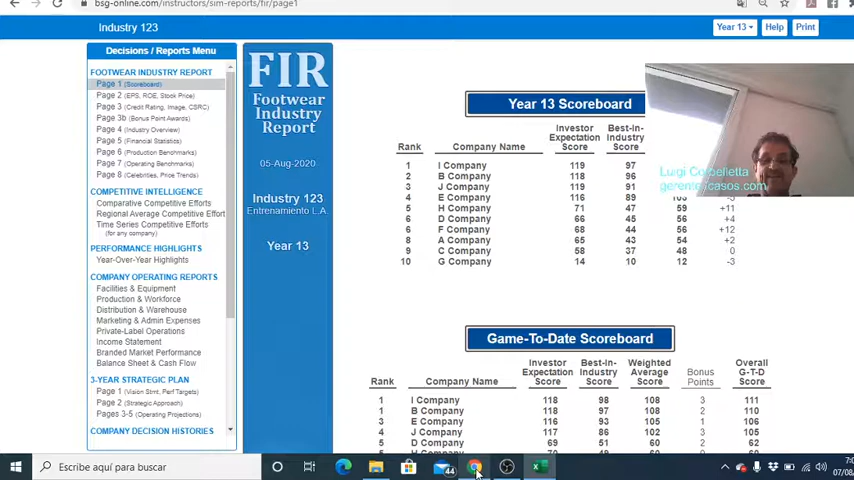 bsg-online.com/instructors/sim-reports/fir/page1
Industry 123
Year 13
Help
Print
Decisions / Reports Menu
FOOTWEAR INDUSTRY REPORT
Page 1 (Scoreboard)
Page 2 (EPS, ROE, Stock Price)
Page 3 (Credit Rating, Image, CSRC)
Page 3b (Bonus Point Awards)
Page 4 (Industry Overview)
Page 5 (Financial Statistics)
Page 6 (Production Benchmarks)
Page 7 (Operating Benchmarks)
Page 8 (Celebrities, Price Trends)
COMPETITIVE INTELLIGENCE
Comparative Competitive Efforts
Regional Average Competitive Effort
Time Series Competitive Efforts
(for any company)
PERFORMANCE HIGHLIGHTS
Year-Over-Year Highlights
COMPANY OPERATING REPORTS
Facilities & Equipment
Production & Workforce
Distribution & Warehouse
Marketing & Admin Expenses
Private-Label Operations
Income Statement
Branded Market Performance
Balance Sheet & Cash Flow
3-YEAR STRATEGIC PLAN
Page 1 (Vision Stmt, Perf Targets)
Page 2 (Strategic Approach)
Pages 3-5 (Operating Projections)
COMPANY DECISION HISTORIES
FIR
Footwear
Industry
Report
05-Aug-2020
Industry 123
Entrenamiento L.A.
Year 13
Year 13 Scoreboard
Rank Company Name Investor Expectation Score Best-in-Industry Score
1 I Company 119 97
2 B Company 118 96
3 J Company 119 91
4 E Company 116 89
5 H Company 71 47 59 +11
6 D Company 66 45 56 +4
6 F Company 68 44 56 +12
8 A Company 65 43 54 +2
9 C Company 58 37 48 0
10 G Company 14 10 12 -3
Luigi Corbelletta
gerente-casos.com
Game-To-Date Scoreboard
Rank Company Name Investor Expectation Score Best-In-Industry Score Weighted Average Score Bonus Points Overall G-T-D Score
1 I Company 118 98 108 3 111
1 B Company 118 97 108 2 110
3 E Company 116 93 105 1 106
4 J Company 117 86 102 3 105
5 D Company 69 51 60 2 62
Escribe aquí para buscar
44